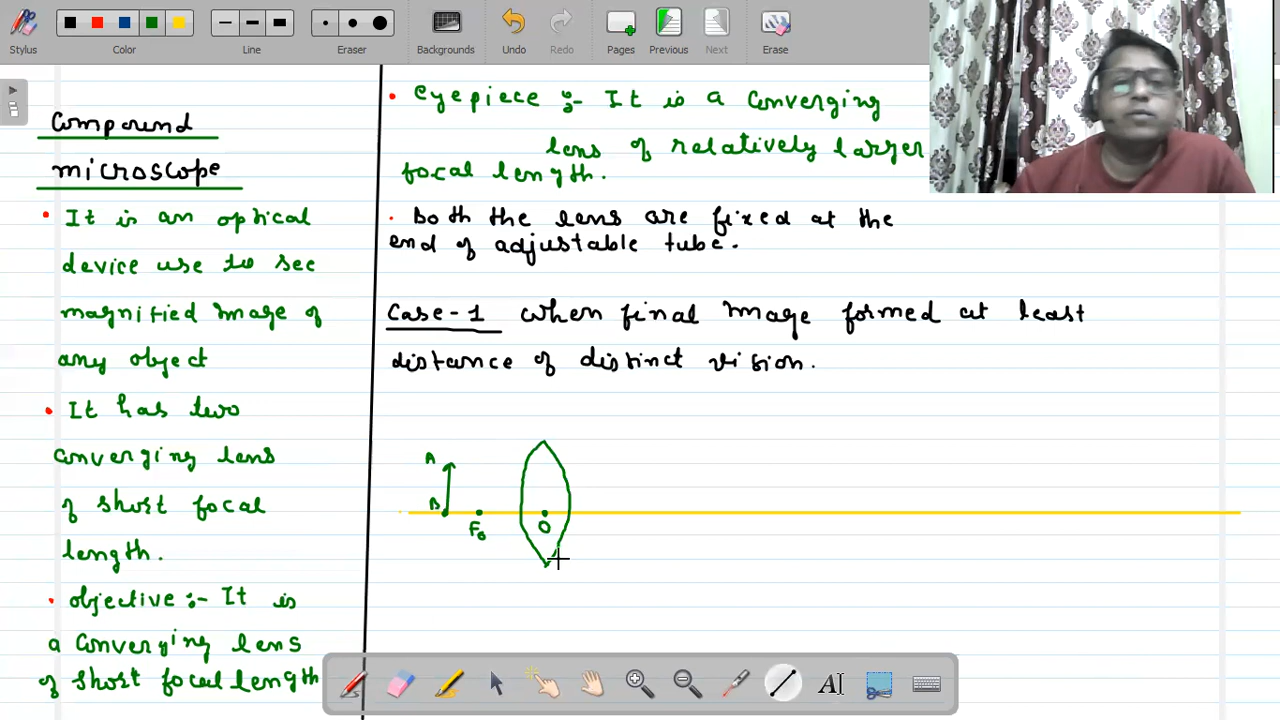 Stylus
Color
Line
Eraser
Backgrounds
Undo
Redo
Pages
Previous
Next
Erase
Compound
microscope
• It is an optical
device use to see
magnified Image of
any object
• It has two
Converging lens
of short focal
length.
• objective :- It is
a Converging lens
of short focal length
• Eyepiece :- It is a Converging
lens of relatively larger
focal length.
• Both the lens are fixed at the
end of adjustable tube.
Case-1 when final Image formed at least
distance of distinct vision.
A
B
Fo
O
A